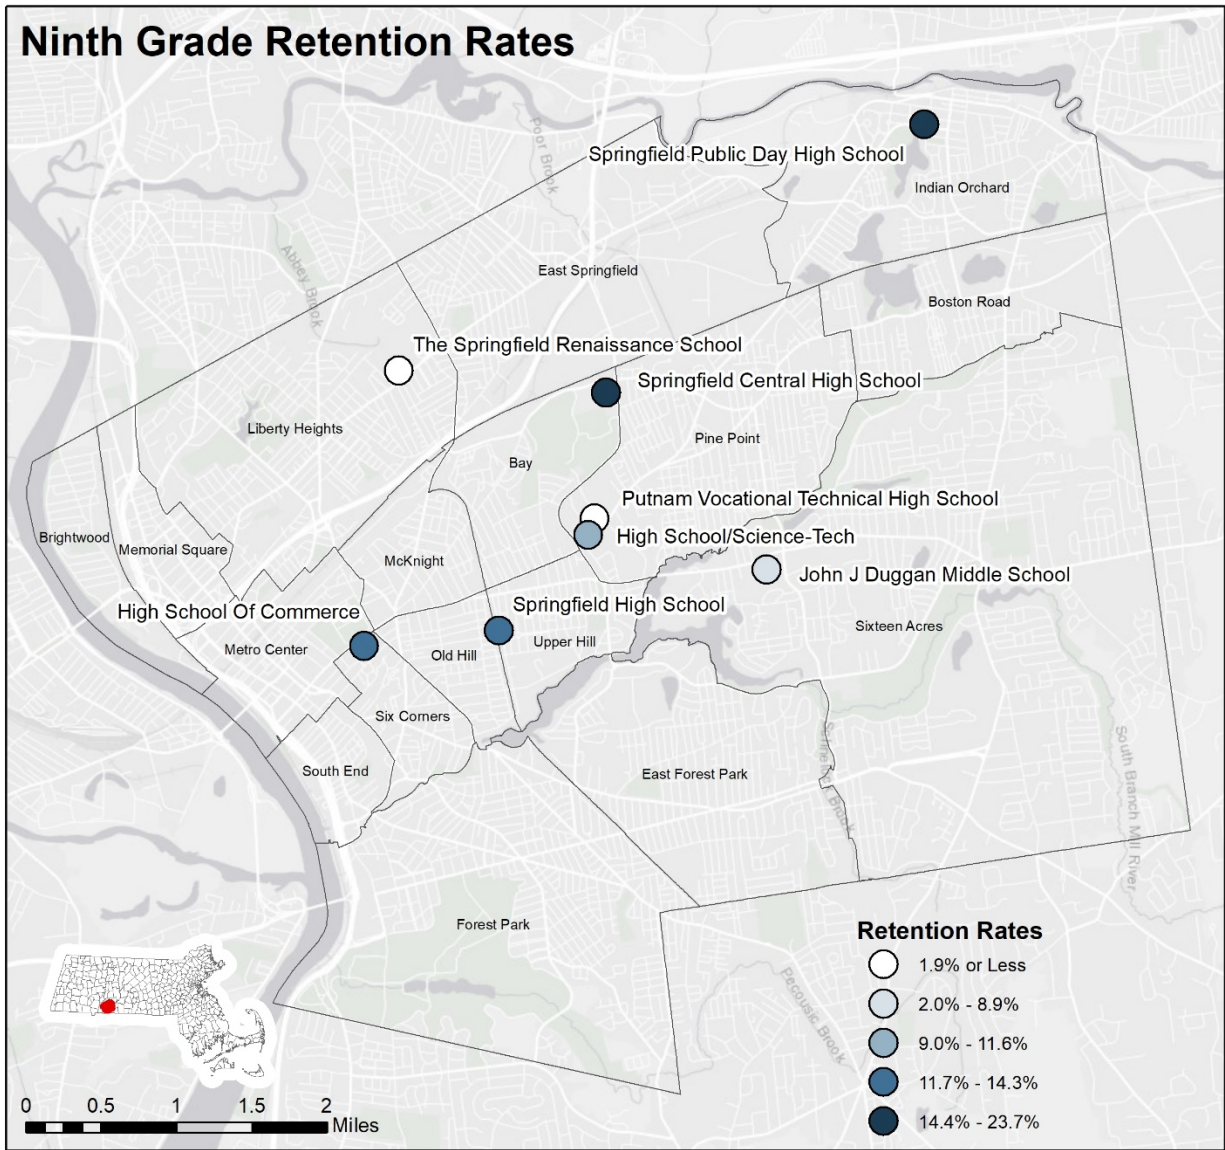 Ninth Grade Retention Rates
Poor Brook
Springfield Public Day High School
Indian Orchard
Abbey Brook
East Springfield
Boston Road
The Springfield Renaissance School
Springfield Central High School
Liberty Heights
Pine Point
Bay
Putnam Vocational Technical High School
High School/Science-Tech
Brightwood
Memorial Square
McKnight
John J Duggan Middle School
High School Of Commerce
Springfield High School
Sixteen Acres
Metro Center
Old Hill
Upper Hill
Six Corners
South End
East Forest Park
Brook
South Branch Mill River
Forest Park
Pecousic Brook
Retention Rates
1.9% or Less
2.0% - 8.9%
9.0% - 11.6%
11.7% - 14.3%
14.4% - 23.7%
0 0.5 1 1.5 2
Miles